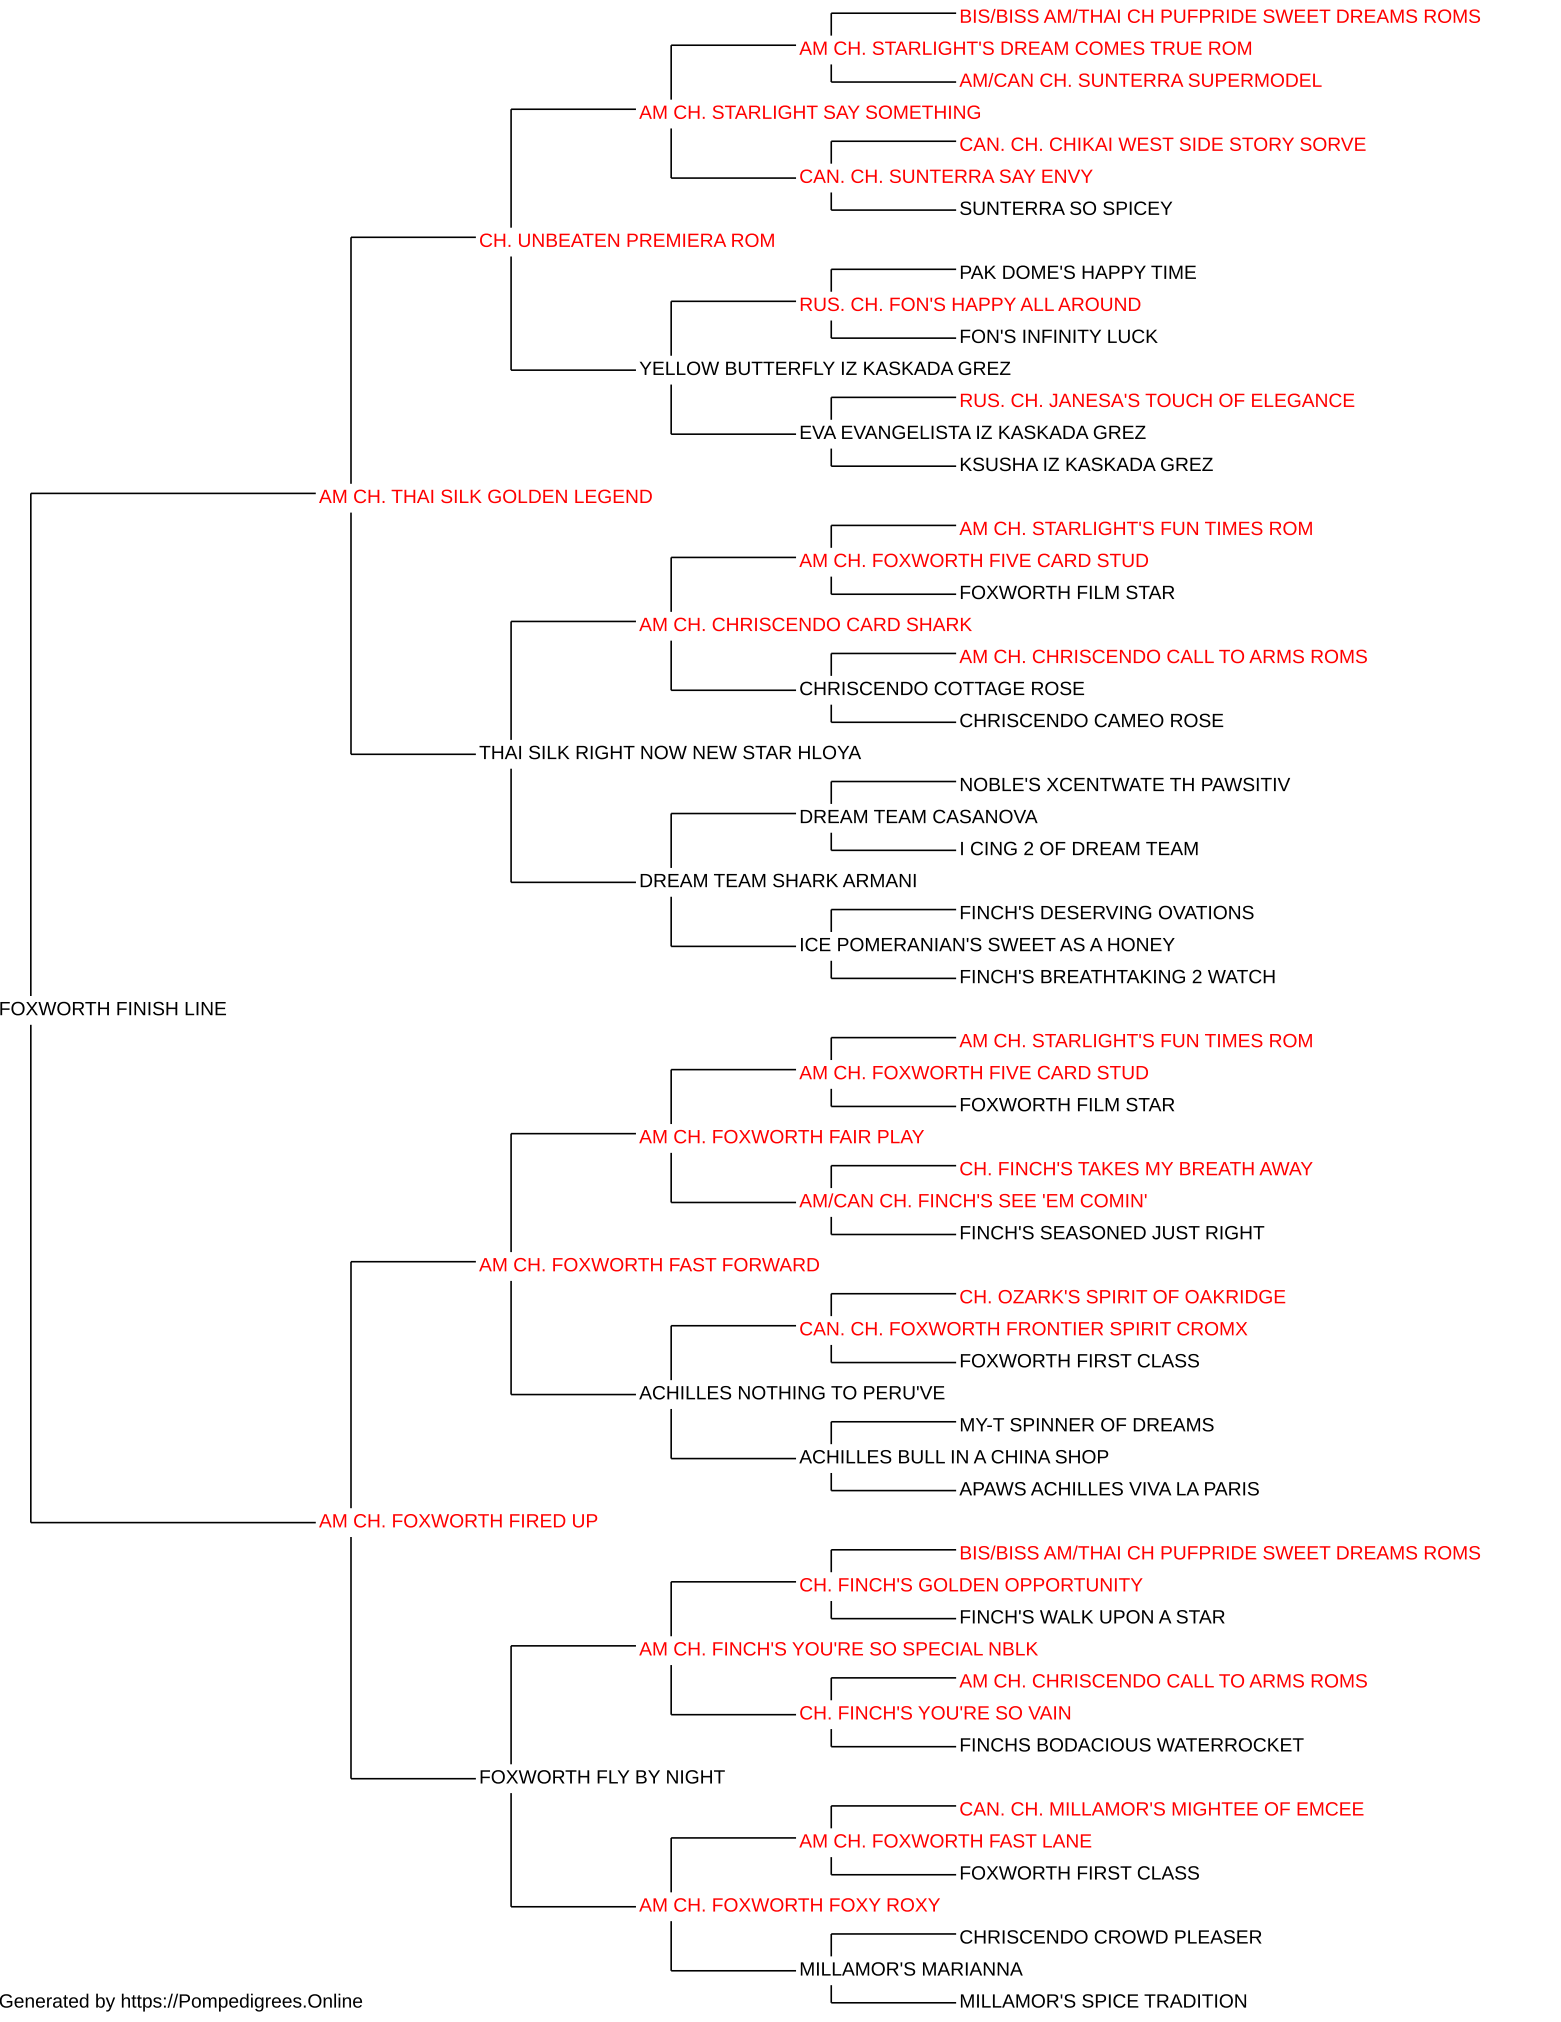 BIS/BISS AM/THAI CH PUFPRIDE SWEET DREAMS ROMS
AM CH. STARLIGHT'S DREAM COMES TRUE ROM
AM/CAN CH. SUNTERRA SUPERMODEL
AM CH. STARLIGHT SAY SOMETHING
CAN. CH. CHIKAI WEST SIDE STORY SORVE
CAN. CH. SUNTERRA SAY ENVY
SUNTERRA SO SPICEY
CH. UNBEATEN PREMIERA ROM
PAK DOME'S HAPPY TIME
RUS. CH. FON'S HAPPY ALL AROUND
FON'S INFINITY LUCK
YELLOW BUTTERFLY IZ KASKADA GREZ
RUS. CH. JANESA'S TOUCH OF ELEGANCE
EVA EVANGELISTA IZ KASKADA GREZ
KSUSHA IZ KASKADA GREZ
AM CH. THAI SILK GOLDEN LEGEND
AM CH. STARLIGHT'S FUN TIMES ROM
AM CH. FOXWORTH FIVE CARD STUD
FOXWORTH FILM STAR
AM CH. CHRISCENDO CARD SHARK
AM CH. CHRISCENDO CALL TO ARMS ROMS
CHRISCENDO COTTAGE ROSE
CHRISCENDO CAMEO ROSE
THAI SILK RIGHT NOW NEW STAR HLOYA
NOBLE'S XCENTWATE TH PAWSITIV
DREAM TEAM CASANOVA
I CING 2 OF DREAM TEAM
DREAM TEAM SHARK ARMANI
FINCH'S DESERVING OVATIONS
ICE POMERANIAN'S SWEET AS A HONEY
FINCH'S BREATHTAKING 2 WATCH
FOXWORTH FINISH LINE
AM CH. STARLIGHT'S FUN TIMES ROM
AM CH. FOXWORTH FIVE CARD STUD
FOXWORTH FILM STAR
AM CH. FOXWORTH FAIR PLAY
CH. FINCH'S TAKES MY BREATH AWAY
AM/CAN CH. FINCH'S SEE 'EM COMIN'
FINCH'S SEASONED JUST RIGHT
AM CH. FOXWORTH FAST FORWARD
CH. OZARK'S SPIRIT OF OAKRIDGE
CAN. CH. FOXWORTH FRONTIER SPIRIT CROMX
FOXWORTH FIRST CLASS
ACHILLES NOTHING TO PERU'VE
MY-T SPINNER OF DREAMS
ACHILLES BULL IN A CHINA SHOP
APAWS ACHILLES VIVA LA PARIS
AM CH. FOXWORTH FIRED UP
BIS/BISS AM/THAI CH PUFPRIDE SWEET DREAMS ROMS
CH. FINCH'S GOLDEN OPPORTUNITY
FINCH'S WALK UPON A STAR
AM CH. FINCH'S YOU'RE SO SPECIAL NBLK
AM CH. CHRISCENDO CALL TO ARMS ROMS
CH. FINCH'S YOU'RE SO VAIN
FINCHS BODACIOUS WATERROCKET
FOXWORTH FLY BY NIGHT
CAN. CH. MILLAMOR'S MIGHTEE OF EMCEE
AM CH. FOXWORTH FAST LANE
FOXWORTH FIRST CLASS
AM CH. FOXWORTH FOXY ROXY
CHRISCENDO CROWD PLEASER
MILLAMOR'S MARIANNA
MILLAMOR'S SPICE TRADITION
Generated by https://Pompedigrees.Online